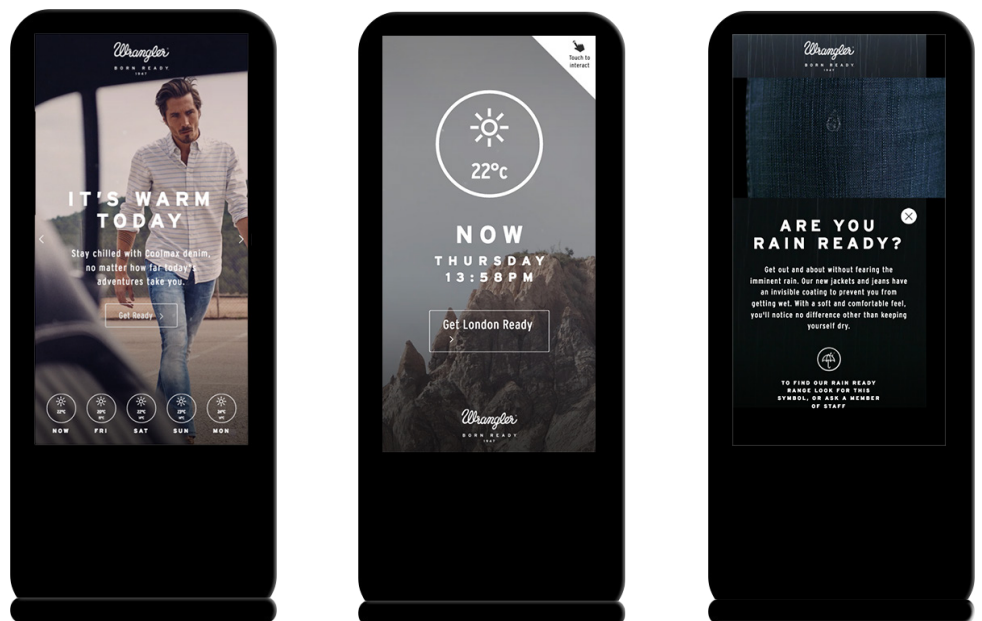 Wrangler
BORN READY
1947
IT'S WARM
TODAY
Stay chilled with Coolmax denim,
no matter how far today's
adventures take you.
Get Ready >
22°c
NOW
FRI
SAT
SUN
MON
Touch to
interact
22°c
NOW
THURSDAY
13:58PM
Get London Ready
>
Wrangler
BORN READY
1947
Wrangler
BORN READY
1947
ARE YOU
RAIN READY?
Get out and about without fearing the
imminent rain. Our new jackets and jeans have
an invisible coating to prevent you from
getting wet. With a soft and comfortable feel,
you'll notice no difference other than keeping
yourself dry.
TO FIND OUR RAIN READY
RANGE LOOK FOR THIS
SYMBOL, OR ASK A MEMBER
OF STAFF